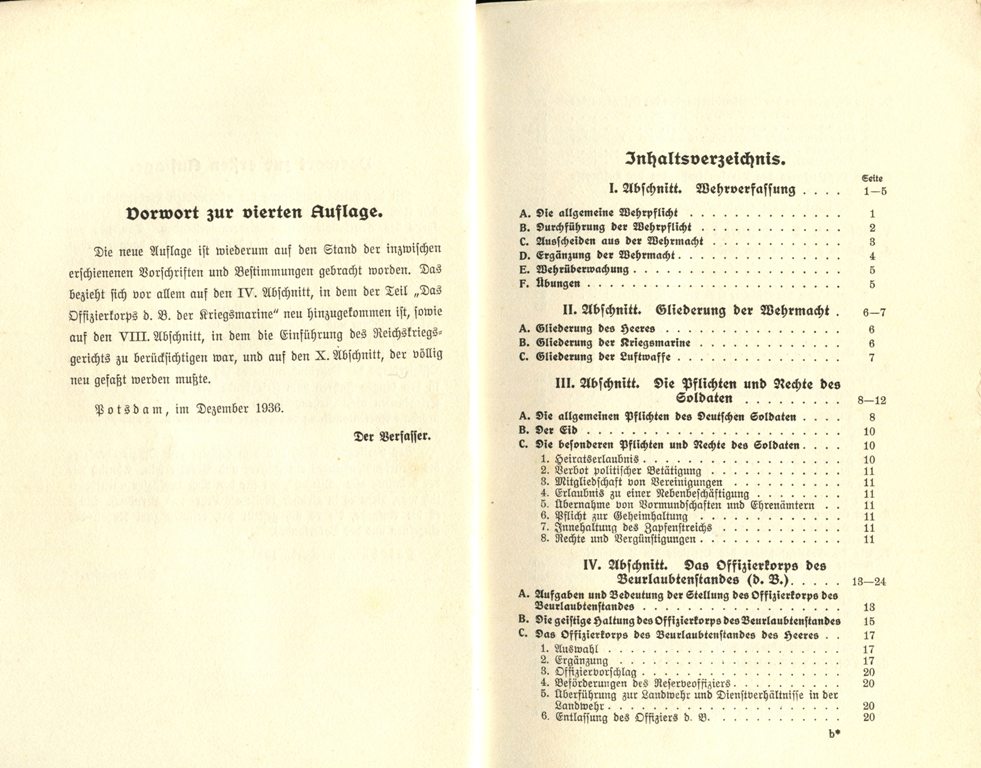 Vorwort zur vierten Auflage.
Die neue Auflage ist wiederum auf den Stand der inzwischen
erschienenen Vorschriften und Bestimmungen gebracht worden. Das
bezieht sich vor allem auf den IV. Abschnitt, in dem der Teil „Das
Offizierkorps d. B. der Kriegsmarine“ neu hinzugekommen ist, sowie
auf den VIII. Abschnitt, in dem die Einführung des Reichskriegs-
gerichts zu berücksichtigen war, und auf den X. Abschnitt, der völlig
neu gefaßt werden mußte.
Potsdam, im Dezember 1936.
Der Verfasser.
Inhaltsverzeichnis.
Seite
I. Abschnitt. Wehrverfassung . . . . 1—5
A. Die allgemeine Wehrpflicht . . . . . . . . . . . . 1
B. Durchführung der Wehrpflicht . . . . . . . . . . . 2
C. Ausscheiden aus der Wehrmacht . . . . . . . . . . 3
D. Ergänzung der Wehrmacht . . . . . . . . . . . . . 4
E. Wehrüberwachung . . . . . . . . . . . . . . . . 5
F. Übungen . . . . . . . . . . . . . . . . . . . . 5
II. Abschnitt. Gliederung der Wehrmacht . 6—7
A. Gliederung des Heeres . . . . . . . . . . . . . . 6
B. Gliederung der Kriegsmarine . . . . . . . . . . . 6
C. Gliederung der Luftwaffe . . . . . . . . . . . . . 7
III. Abschnitt. Die Pflichten und Rechte des
Soldaten . . . . . . . . . 8—12
A. Die allgemeinen Pflichten des Deutschen Soldaten . . . . 8
B. Der Eid . . . . . . . . . . . . . . . . . . . . 10
C. Die besonderen Pflichten und Rechte des Soldaten . . . . 10
1. Heiratserlaubnis . . . . . . . . . . . . . . . . 10
2. Verbot politischer Betätigung . . . . . . . . . . . 11
3. Mitgliedschaft von Vereinigungen . . . . . . . . . 11
4. Erlaubnis zu einer Nebenbeschäftigung . . . . . . . 11
5. Übernahme von Vormundschaften und Ehrenämtern . . 11
6. Pflicht zur Geheimhaltung . . . . . . . . . . . . 11
7. Innehaltung des Zapfenstreichs . . . . . . . . . . 11
8. Rechte und Vergünstigungen . . . . . . . . . . . . 11
IV. Abschnitt. Das Offizierkorps des
Beurlaubtenstandes (d. B.) . . . . . 13—24
A. Aufgaben und Bedeutung der Stellung des Offizierkorps des
Beurlaubtenstandes . . . . . . . . . . . . . . . 13
B. Die geistige Haltung des Offizierkorps des Beurlaubtenstandes 15
C. Das Offizierkorps des Beurlaubtenstandes des Heeres . . 17
1. Auswahl . . . . . . . . . . . . . . . . . . . 17
2. Ergänzung . . . . . . . . . . . . . . . . . . 17
3. Offiziervorschlag . . . . . . . . . . . . . . . . 20
4. Beförderungen des Reserveoffiziers . . . . . . . . . 20
5. Überführung zur Landwehr und Dienstverhältnisse in der
Landwehr . . . . . . . . . . . . . . . . . . . 20
6. Entlassung des Offiziers d. B. . . . . . . . . . . . 20
b*